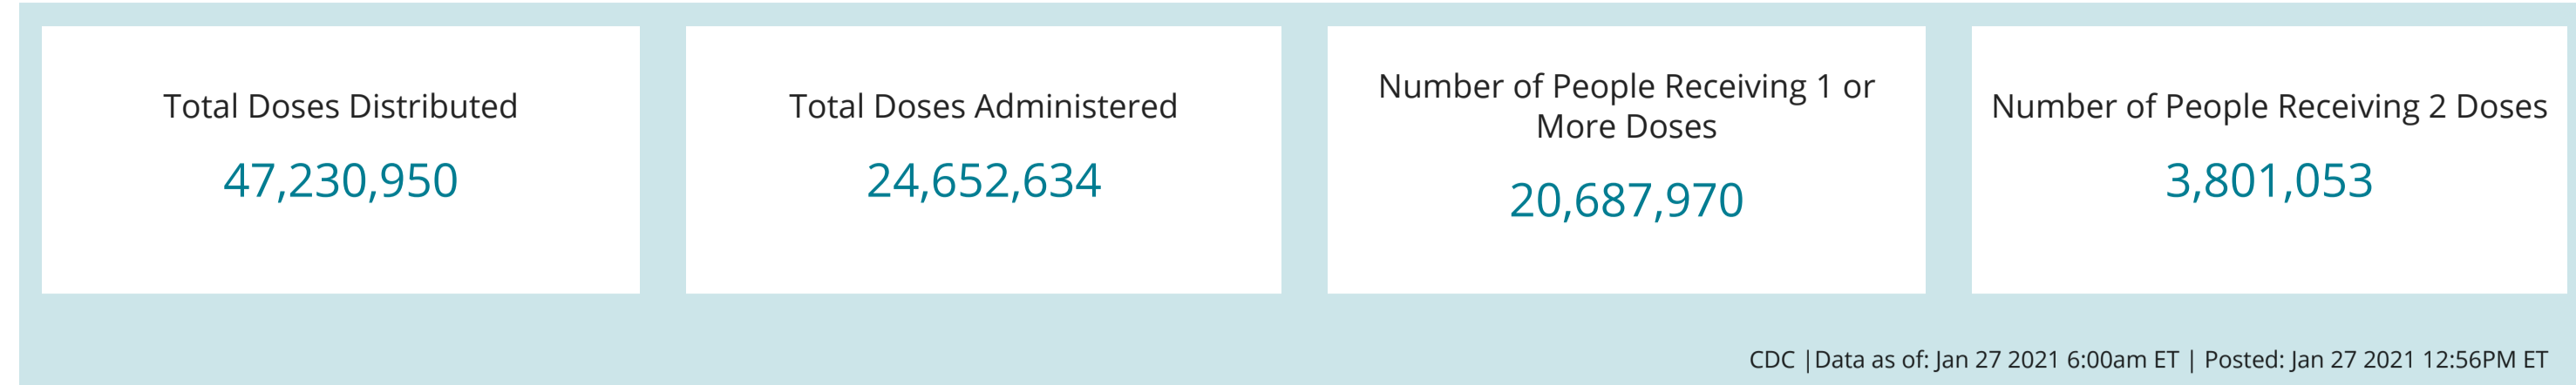 Total Doses Distributed
47,230,950
Total Doses Administered
24,652,634
Number of People Receiving 1 or
More Doses
20,687,970
Number of People Receiving 2 Doses
3,801,053
CDC |Data as of: Jan 27 2021 6:00am ET | Posted: Jan 27 2021 12:56PM ET